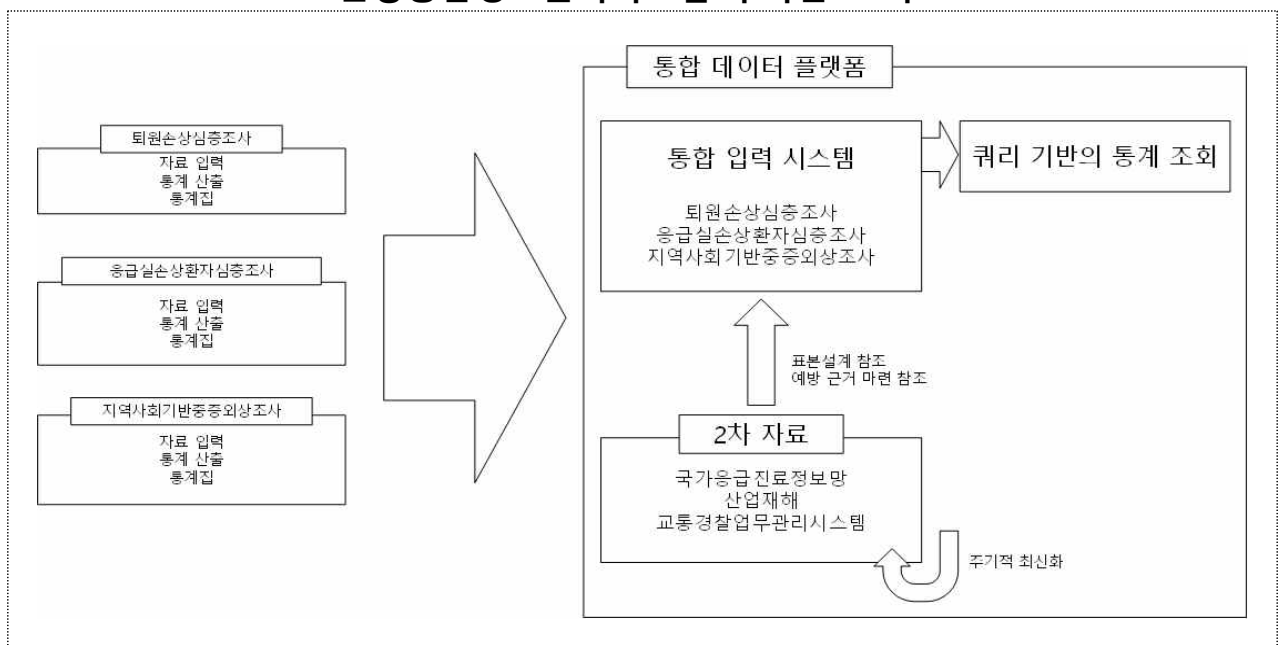 퇴원손상심층조사
자료 입력
통계 산출
통계집
응급실손상환자심층조사
자료 입력
통계 산출
통계집
지역사회기반중증외상조사
자료 입력
통계 산출
통계집
통합 데이터 플랫폼
통합 입력 시스템
퇴원손상심층조사
응급실손상환자심층조사
지역사회기반중증외상조사
쿼리 기반의 통계 조회
표본설계 참조
예방 근거 마련 참조
2차 자료
국가응급진료정보망
산업재해
교통경찰업무관리시스템
주기적 최신화